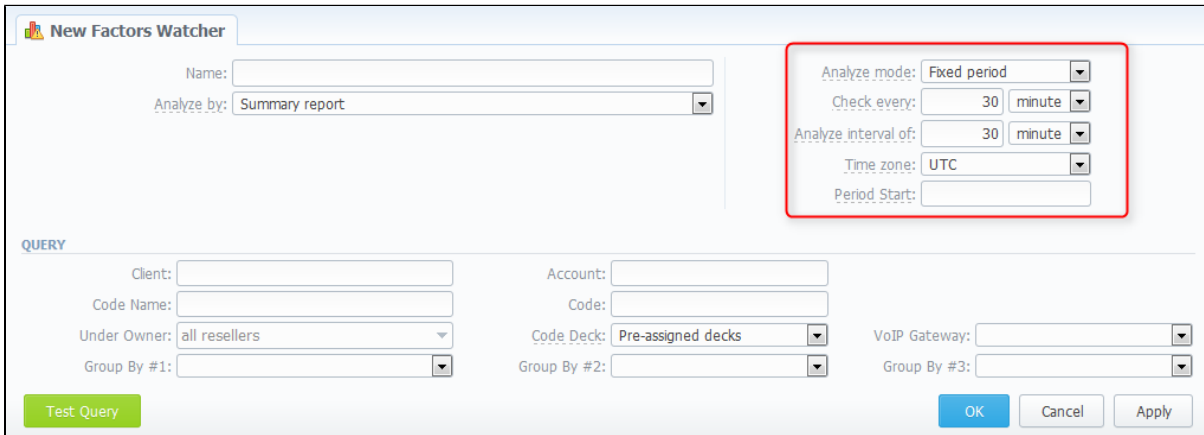 New Factors Watcher
Name:
Analyze by: Summary report
Analyze mode: Fixed period
Check every: 30 minute
Analyze interval of: 30 minute
Time zone: UTC
Period Start:
QUERY
Client: Account:
Code Name: Code:
Under Owner: all resellers Code Deck: Pre-assigned decks VoIP Gateway:
Group By #1: Group By #2: Group By #3:
Test Query OK Cancel Apply